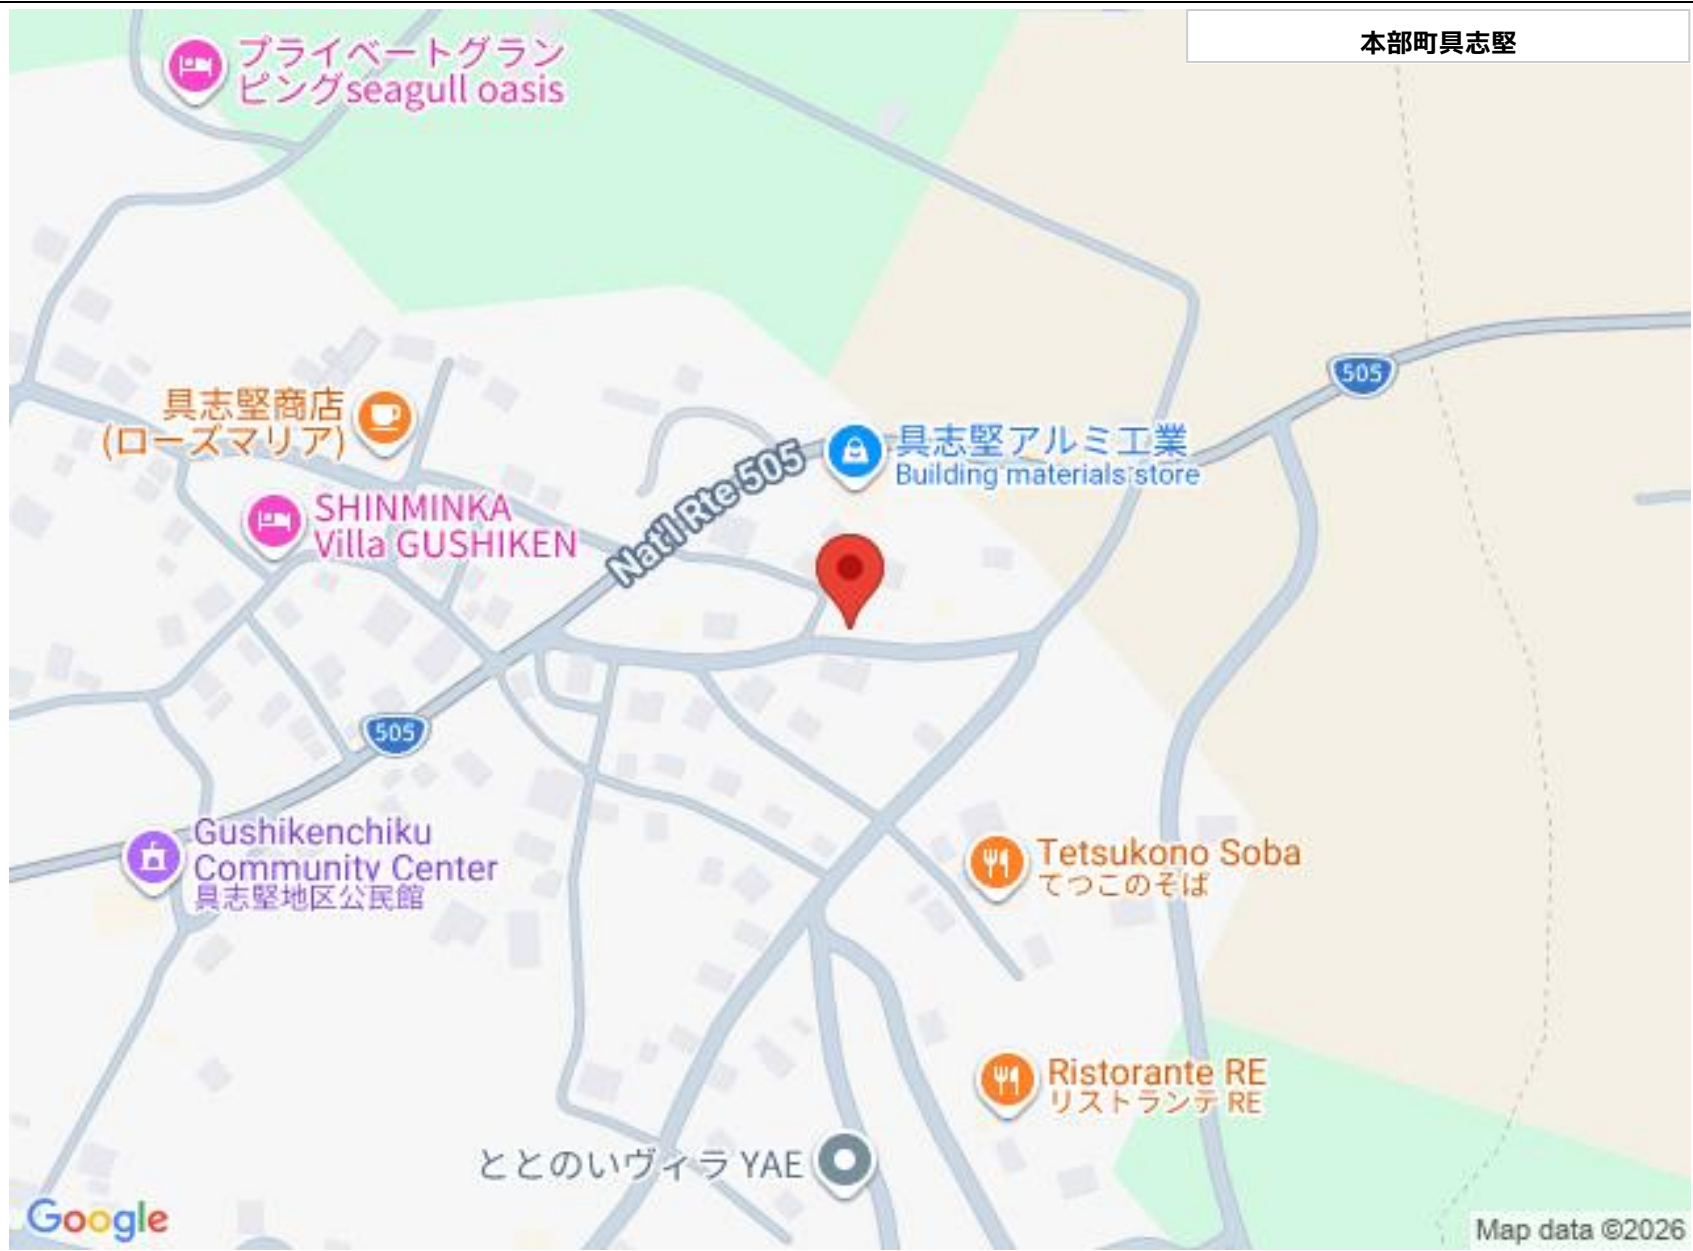 本部町具志堅
プライベートグラン
ピングseagull oasis
505
具志堅商店
(ローズマリア)
具志堅アルミ工業
Building materials store
Nat'l Rte 505
SHINMINKA
Villa GUSHIKEN
505
Gushikenchiku
Community Center
具志堅地区公民館
Tetsukono Soba
てつこのそば
Ristorante RE
リストランテ RE
ととのいヴィラ YAE
Google
Map data ©2026